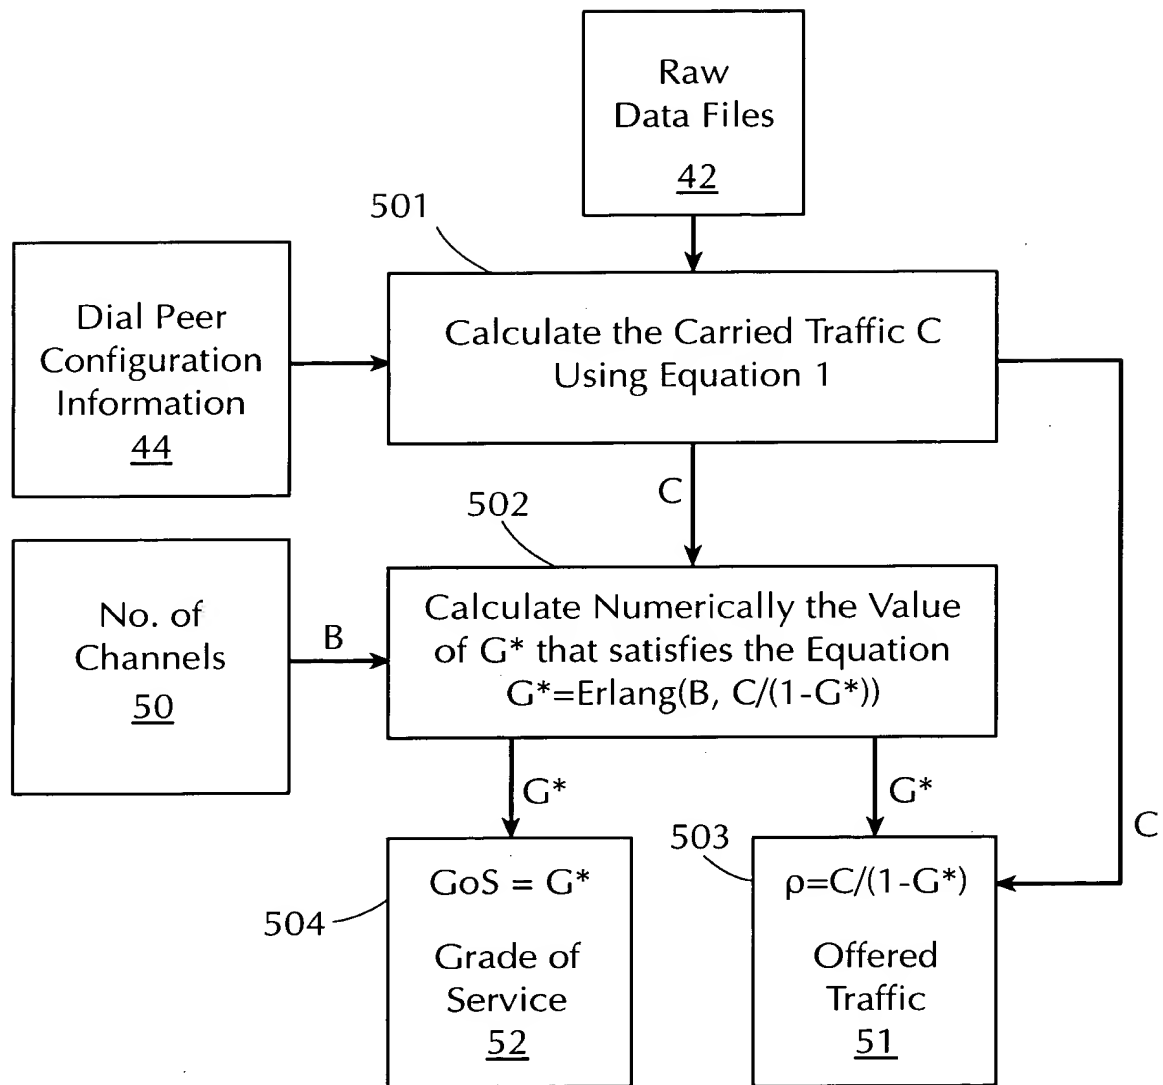 Raw
Data Files
42
501
Dial Peer
Configuration
Information
44
Calculate the Carried Traffic C
Using Equation 1
C
502
No. of
Channels
50
B
Calculate Numerically the Value
of G* that satisfies the Equation
G*=Erlang(B, C/(1-G*))
G*
G*
C
503
504
GoS = G*
Grade of
Service
52
ρ=C/(1-G*)
Offered
Traffic
51